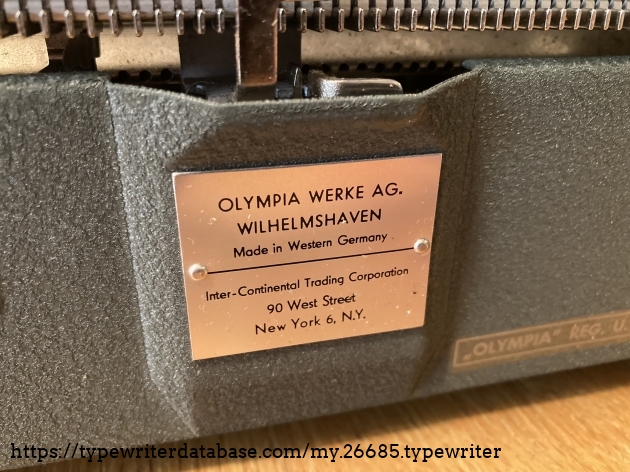 OLYMPIA WERKE AG.
WILHELMSHAVEN
Made in Western Germany
Inter-Continental Trading Corporation
90 West Street
New York 6, N.Y.
„OLYMPIA" REG. U.
https://typewriterdatabase.com/my.26685.typewriter